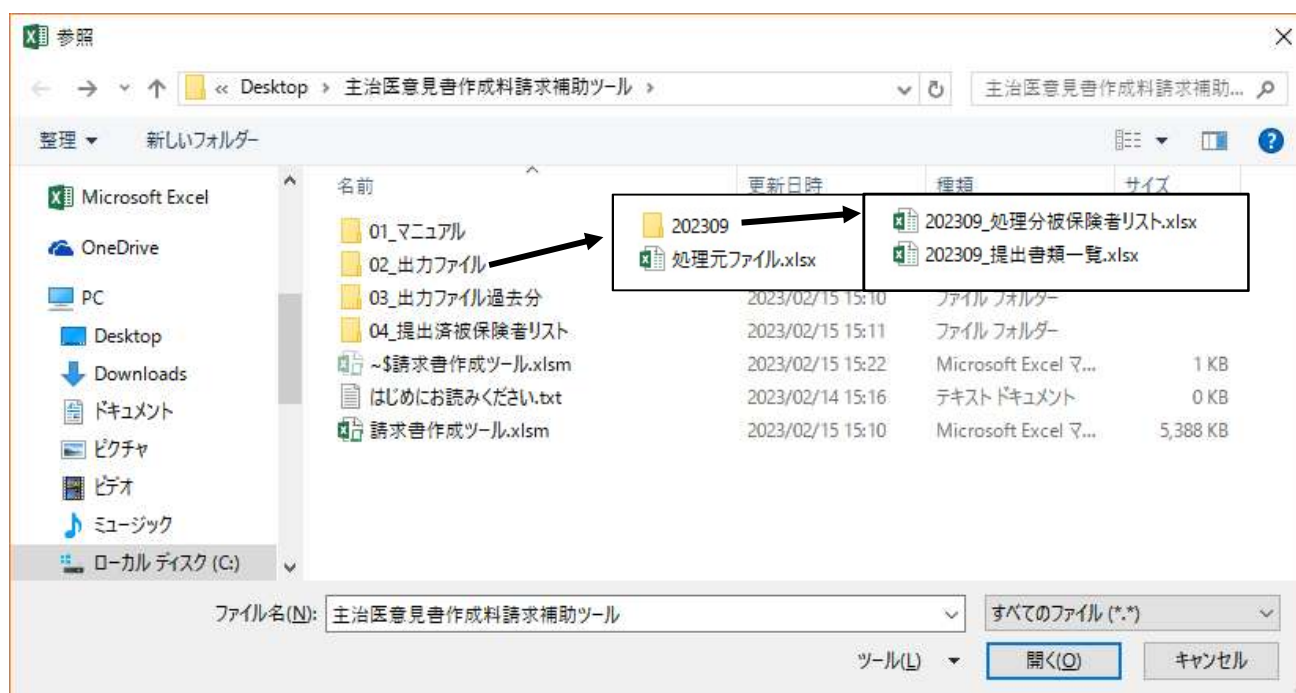 参照
« Desktop › 主治医意見書作成料請求補助ツール ›
主治医意見書作成料請求補助...
整理 新しいフォルダー
Microsoft Excel
OneDrive
PC
Desktop
Downloads
ドキュメント
ピクチャ
ビデオ
ミュージック
ローカル ディスク (C:)
名前 更新日時 種類 サイズ
01_マニュアル
02_出力ファイル
03_出力ファイル過去分 2023/02/15 15:10 ファイル フォルダー
04_提出済被保険者リスト 2023/02/15 15:11 ファイル フォルダー
~$請求書作成ツール.xlsm 2023/02/15 15:22 Microsoft Excel マ... 1 KB
はじめにお読みください.txt 2023/02/14 15:16 テキスト ドキュメント 0 KB
請求書作成ツール.xlsm 2023/02/15 15:10 Microsoft Excel マ... 5,388 KB
202309
処理元ファイル.xlsx
202309_処理分被保険者リスト.xlsx
202309_提出書類一覧.xlsx
ファイル名(N): 主治医意見書作成料請求補助ツール すべてのファイル (*.*)
ツール(L) 開く(O) キャンセル